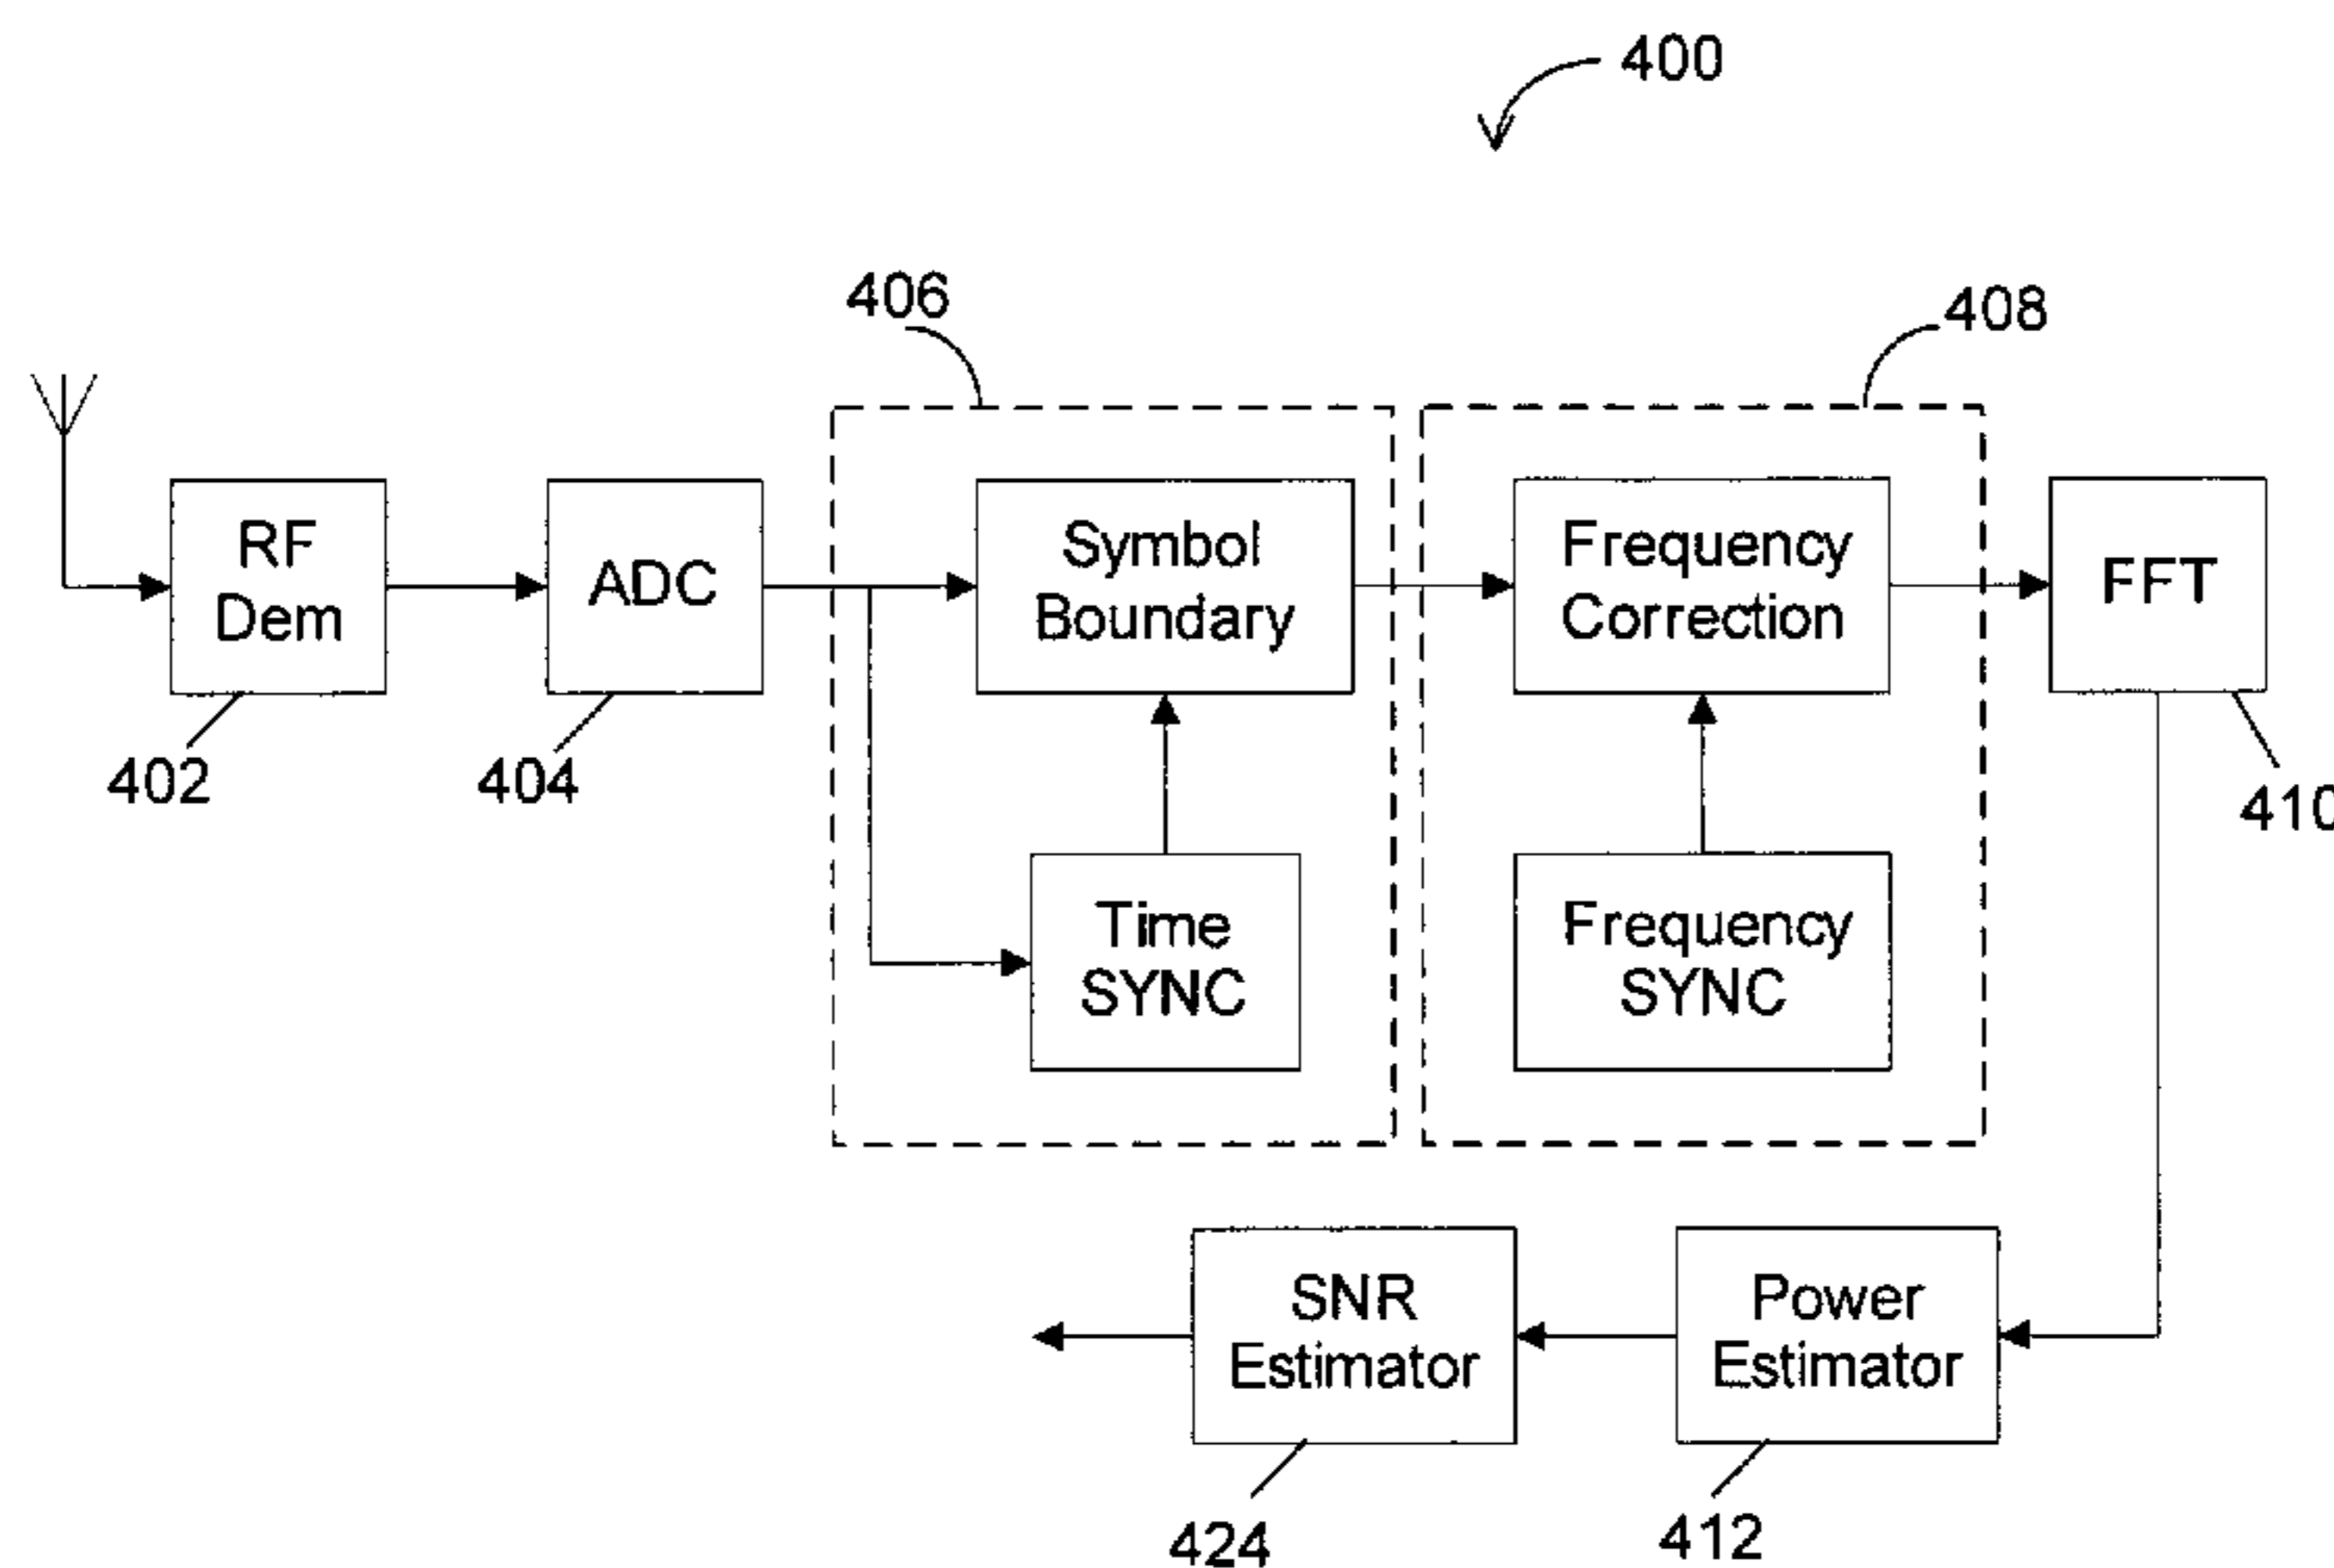 400
406
408
RF
Dem
ADC
Symbol
Boundary
Frequency
Correction
FFT
402
404
410
Time
SYNC
Frequency
SYNC
SNR
Estimator
Power
Estimator
424
412